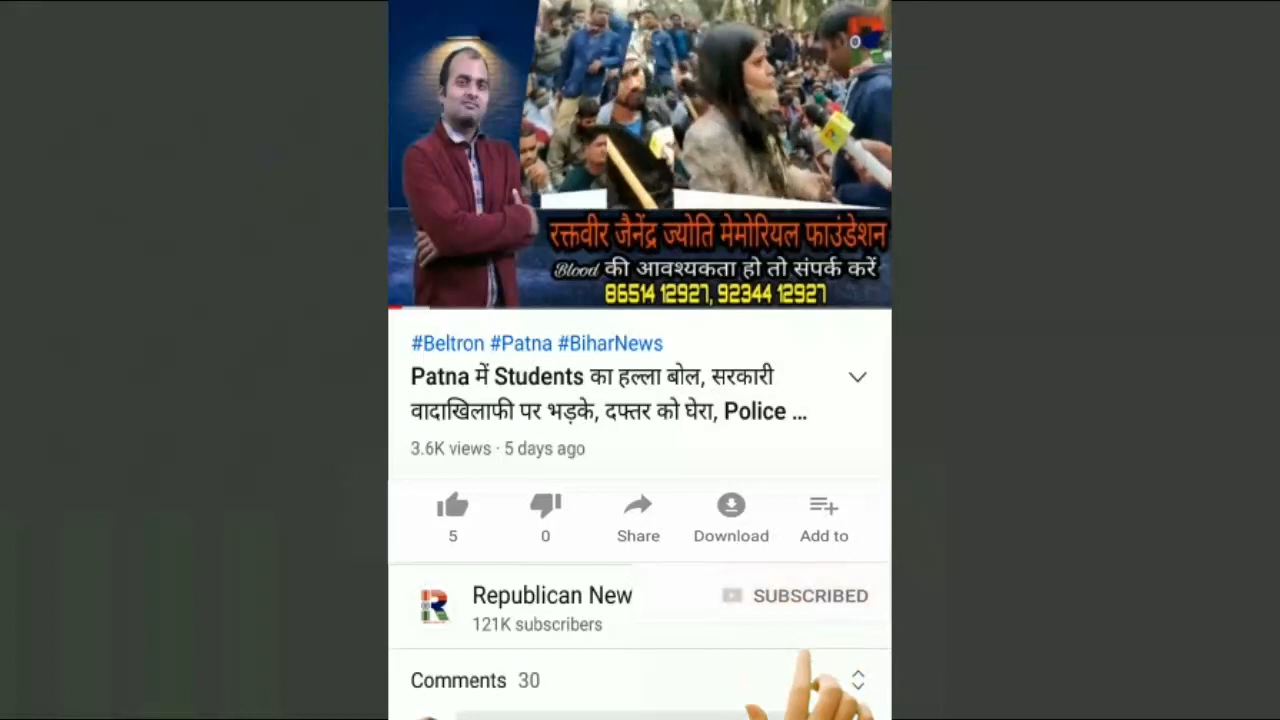 रक्तवीर जैनेंद्र ज्योति मेमोरियल फाउंडेशन
Blood की आवश्यकता हो तो संपर्क करें
86514 12927, 92344 12927
#Beltron #Patna #BiharNews
Patna में Students का हल्ला बोल, सरकारी
वादाखिलाफी पर भड़के, दफ्तर को घेरा, Police ...
3.6K views · 5 days ago
5
0
Share
Download
Add to
Republican New
SUBSCRIBED
121K subscribers
Comments 30